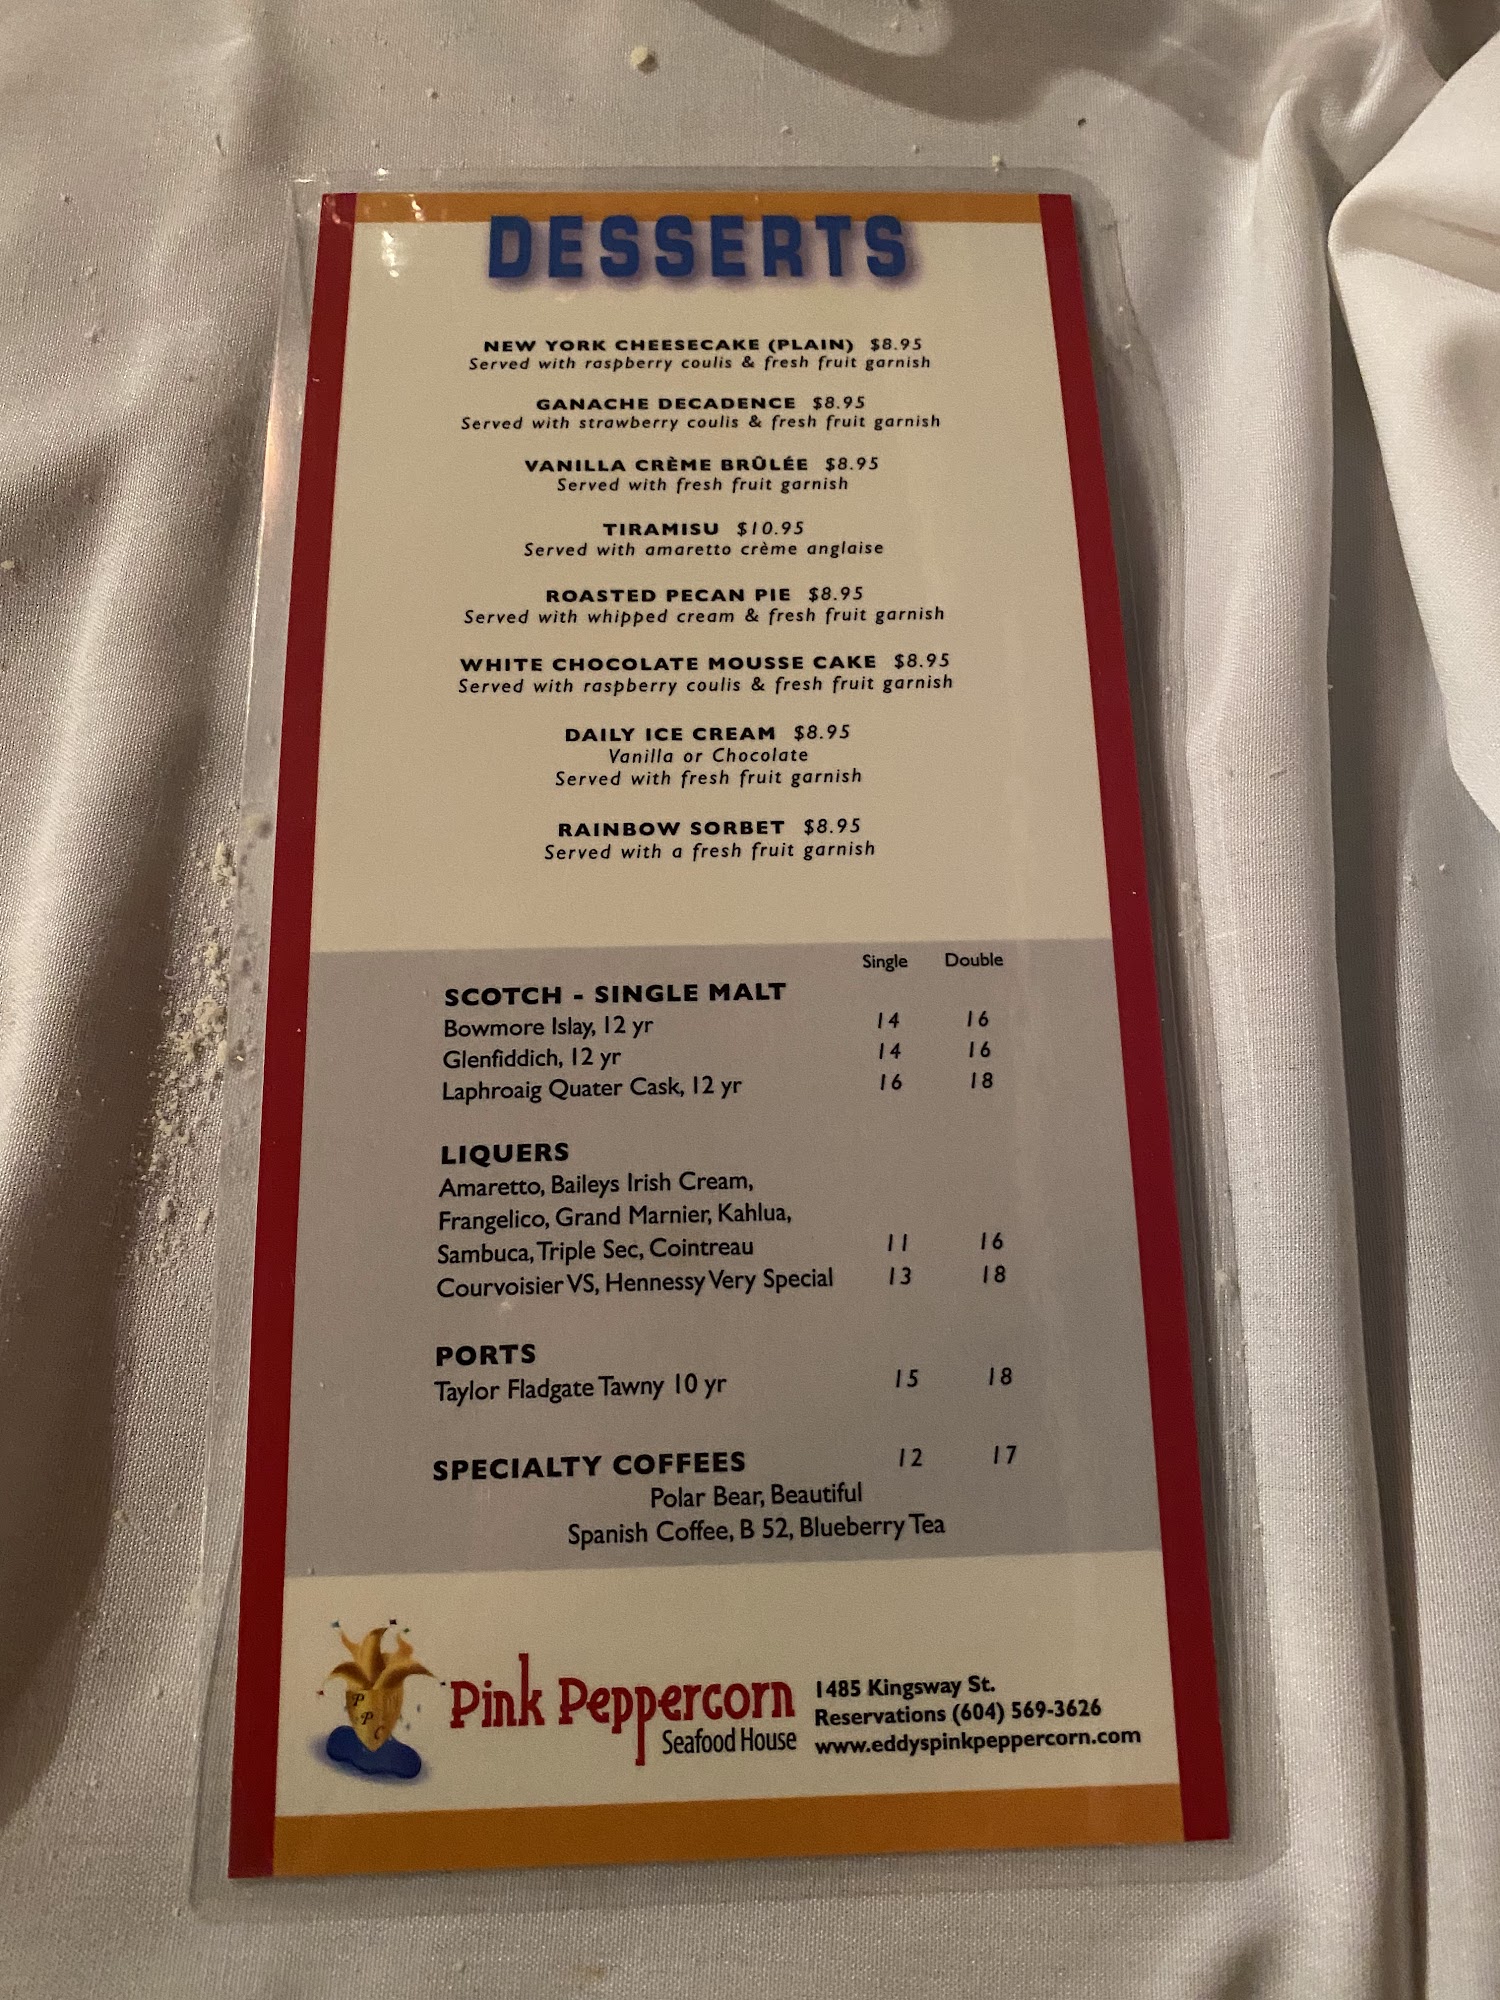 DESSERTS
NEW YORK CHEESECAKE (PLAIN) $8.95
Served with raspberry coulis & fresh fruit garnish
GANACHE DECADENCE $8.95
Served with strawberry coulis & fresh fruit garnish
VANILLA CRÈME BRÛLÉE $8.95
Served with fresh fruit garnish
TIRAMISU $10.95
Served with amaretto crème anglaise
ROASTED PECAN PIE $8.95
Served with whipped cream & fresh fruit garnish
WHITE CHOCOLATE MOUSSE CAKE $8.95
Served with raspberry coulis & fresh fruit garnish
DAILY ICE CREAM $8.95
Vanilla or Chocolate
Served with fresh fruit garnish
RAINBOW SORBET $8.95
Served with a fresh fruit garnish
Single Double
SCOTCH - SINGLE MALT
Bowmore Islay, 12 yr 14 16
Glenfiddich, 12 yr 14 16
Laphroaig Quater Cask, 12 yr 16 18
LIQUERS
Amaretto, Baileys Irish Cream,
Frangelico, Grand Marnier, Kahlua,
Sambuca, Triple Sec, Cointreau 11 16
Courvoisier VS, Hennessy Very Special 13 18
PORTS
Taylor Fladgate Tawny 10 yr 15 18
SPECIALTY COFFEES 12 17
Polar Bear, Beautiful
Spanish Coffee, B 52, Blueberry Tea
P P C
Pink Peppercorn
Seafood House
1485 Kingsway St.
Reservations (604) 569-3626
www.eddyspinkpeppercorn.com